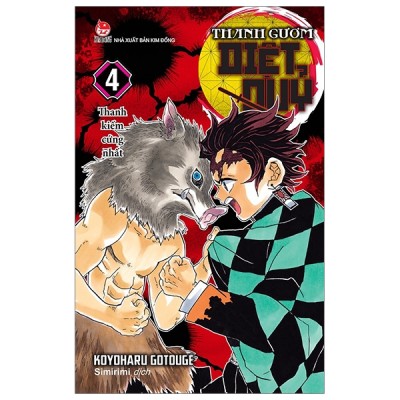 NHÀ XUẤT BẢN KIM ĐỒNG
THANH GƯƠM
DIỆT QUỶ
4
Thanh
kiếm
cứng
nhất
KOYOHARU GOTOUGE
Simirimi dịch